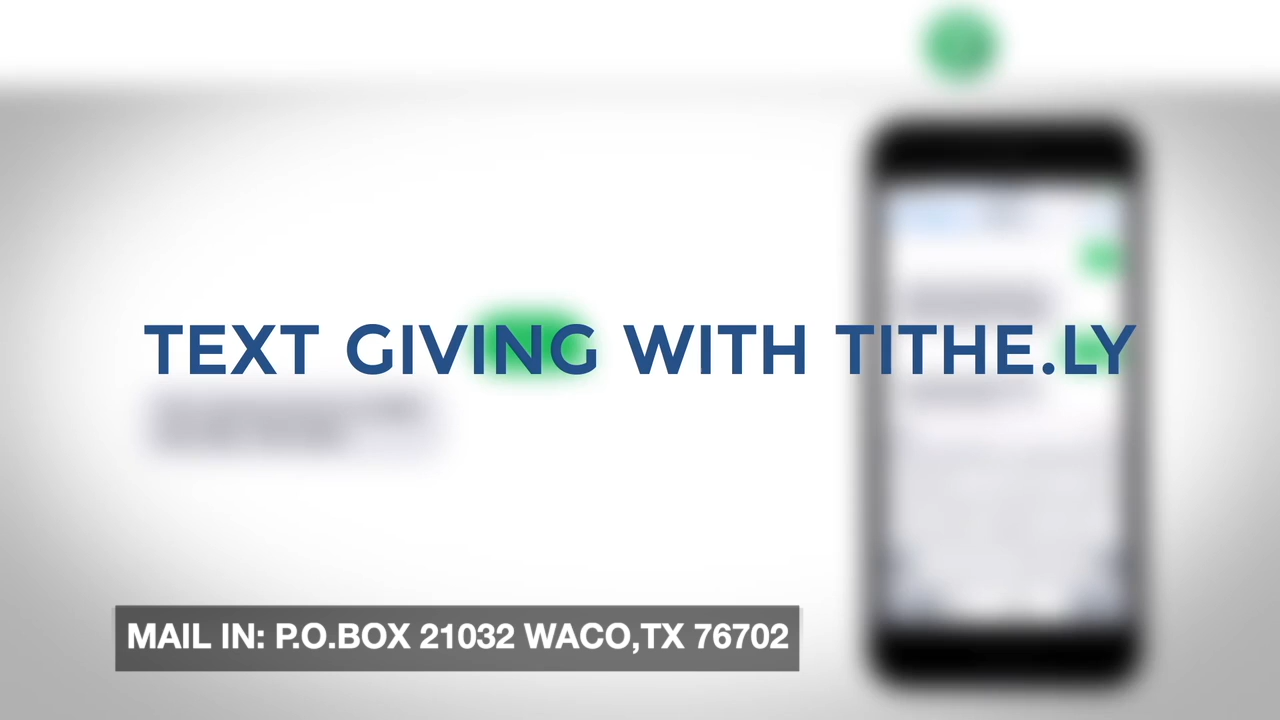 TEXT GIVING WITH TITHE.LY
MAIL IN: P.O.BOX 21032 WACO,TX 76702